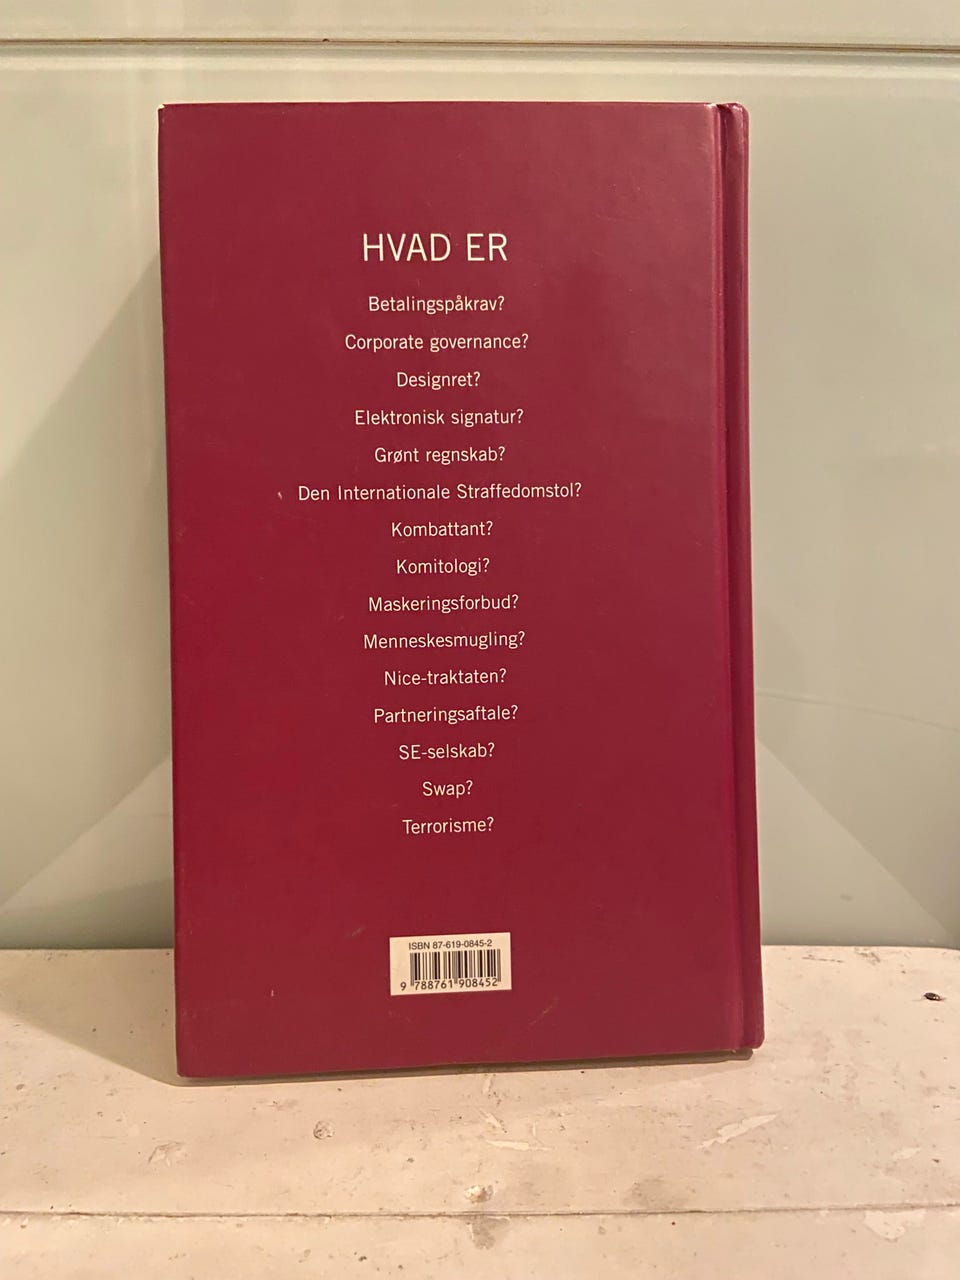 HVAD ER
Betalingspåkrav?
Corporate governance?
Designret?
Elektronisk signatur?
Grønt regnskab?
Den Internationale Straffedomstol?
Kombattant?
Komitologi?
Maskeringsforbud?
Menneskesmugling?
Nice-traktaten?
Partneringsaftale?
SE-selskab?
Swap?
Terrorisme?
ISBN 87-619-0845-2
9 788761 908452